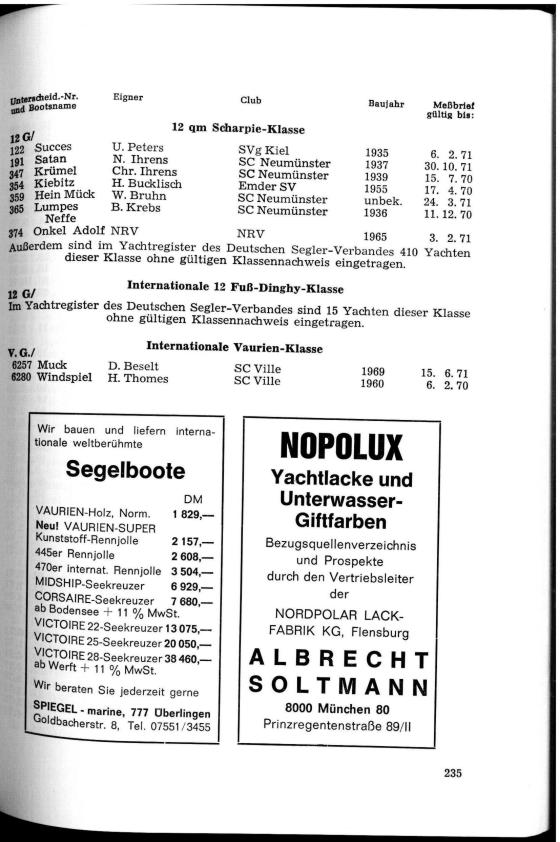 Unterscheid.-Nr. und Bootsname Eigner Club Baujahr Meßbrief gültig bis:
12 qm Scharpie-Klasse
12 G/
122 Succes U. Peters SVg Kiel 1935 6. 2. 71
191 Satan N. Ihrens SC Neumünster 1937 30. 10. 71
347 Krümel Chr. Ihrens SC Neumünster 1939 15. 7. 70
354 Kiebitz H. Bucklisch Emder SV 1955 17. 4. 70
359 Hein Mück W. Bruhn SC Neumünster unbek. 24. 3. 71
365 Lumpes B. Krebs SC Neumünster 1936 11. 12. 70
Neffe
374 Onkel Adolf NRV NRV 1965 3. 2. 71
Außerdem sind im Yachtregister des Deutschen Segler-Verbandes 410 Yachten
dieser Klasse ohne gültigen Klassennachweis eingetragen.
Internationale 12 Fuß-Dinghy-Klasse
12 G/
Im Yachtregister des Deutschen Segler-Verbandes sind 15 Yachten dieser Klasse
ohne gültigen Klassennachweis eingetragen.
Internationale Vaurien-Klasse
V. G./
6257 Muck D. Beselt SC Ville 1969 15. 6. 71
6280 Windspiel H. Thomes SC Ville 1960 6. 2. 70
Wir bauen und liefern interna-
tionale weltberühmte
Segelboote
DM
VAURIEN-Holz, Norm. 1 829,—
Neu! VAURIEN-SUPER
Kunststoff-Rennjolle 2 157,—
445er Rennjolle 2 608,—
470er internat. Rennjolle 3 504,—
MIDSHIP-Seekreuzer 6 929,—
CORSAIRE-Seekreuzer 7 680,—
ab Bodensee + 11 % MwSt.
VICTOIRE 22-Seekreuzer 13 075,—
VICTOIRE 25-Seekreuzer 20 050,—
VICTOIRE 28-Seekreuzer 38 460,—
ab Werft + 11 % MwSt.
Wir beraten Sie jederzeit gerne
SPIEGEL - marine, 777 Überlingen
Goldbacherstr. 8, Tel. 07551/3455
NOPOLUX
Yachtlacke und
Unterwasser-
Giftfarben
Bezugsquellenverzeichnis
und Prospekte
durch den Vertriebsleiter
der
NORDPOLAR LACK-
FABRIK KG, Flensburg
ALBRECHT
SOLTMANN
8000 München 80
Prinzregentenstraße 89/II
235